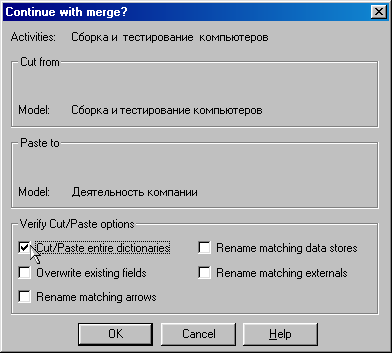 Continue with merge?
Activities: Сборка и тестирование компьютеров
Cut from
Model: Сборка и тестирование компьютеров
Paste to
Model: Деятельность компании
Verify Cut/Paste options
Cut/Paste entire dictionaries Rename matching data stores
Overwrite existing fields Rename matching externals
Rename matching arrows
OK Cancel Help